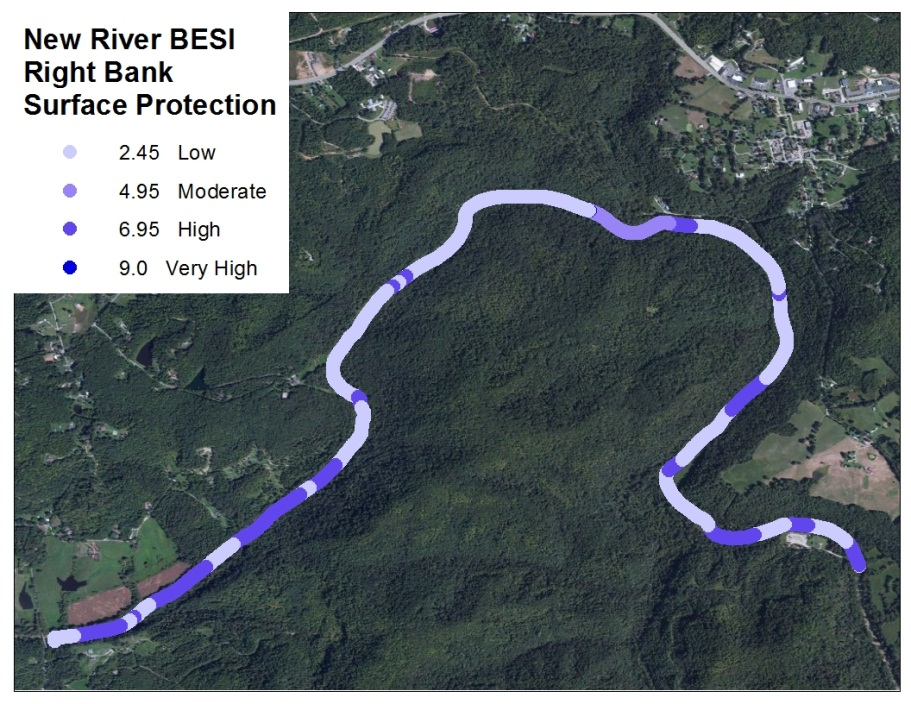 New River BESI
Right Bank
Surface Protection
2.45 Low
4.95 Moderate
6.95 High
9.0 Very High